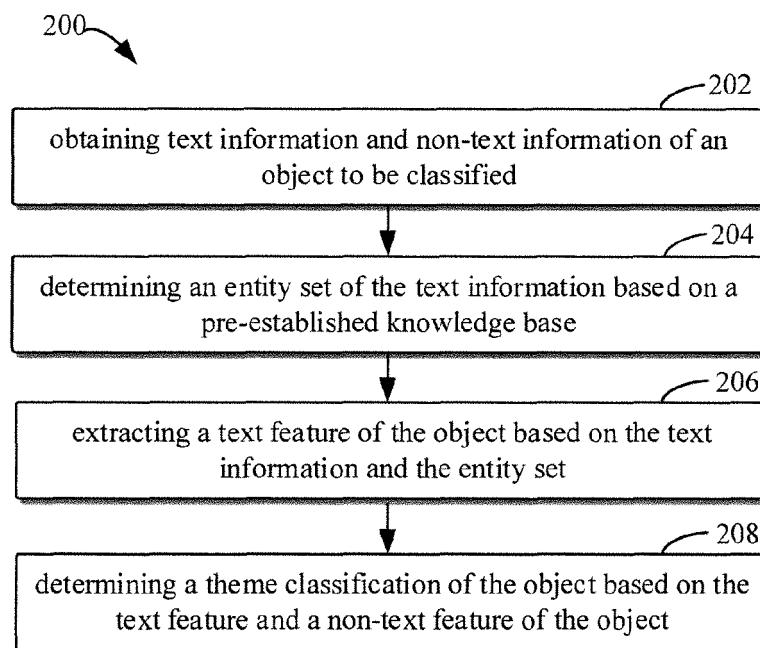 200
202
obtaining text information and non-text information of an
object to be classified
204
determining an entity set of the text information based on a
pre-established knowledge base
206
extracting a text feature of the object based on the text
information and the entity set
208
determining a theme classification of the object based on the
text feature and a non-text feature of the object